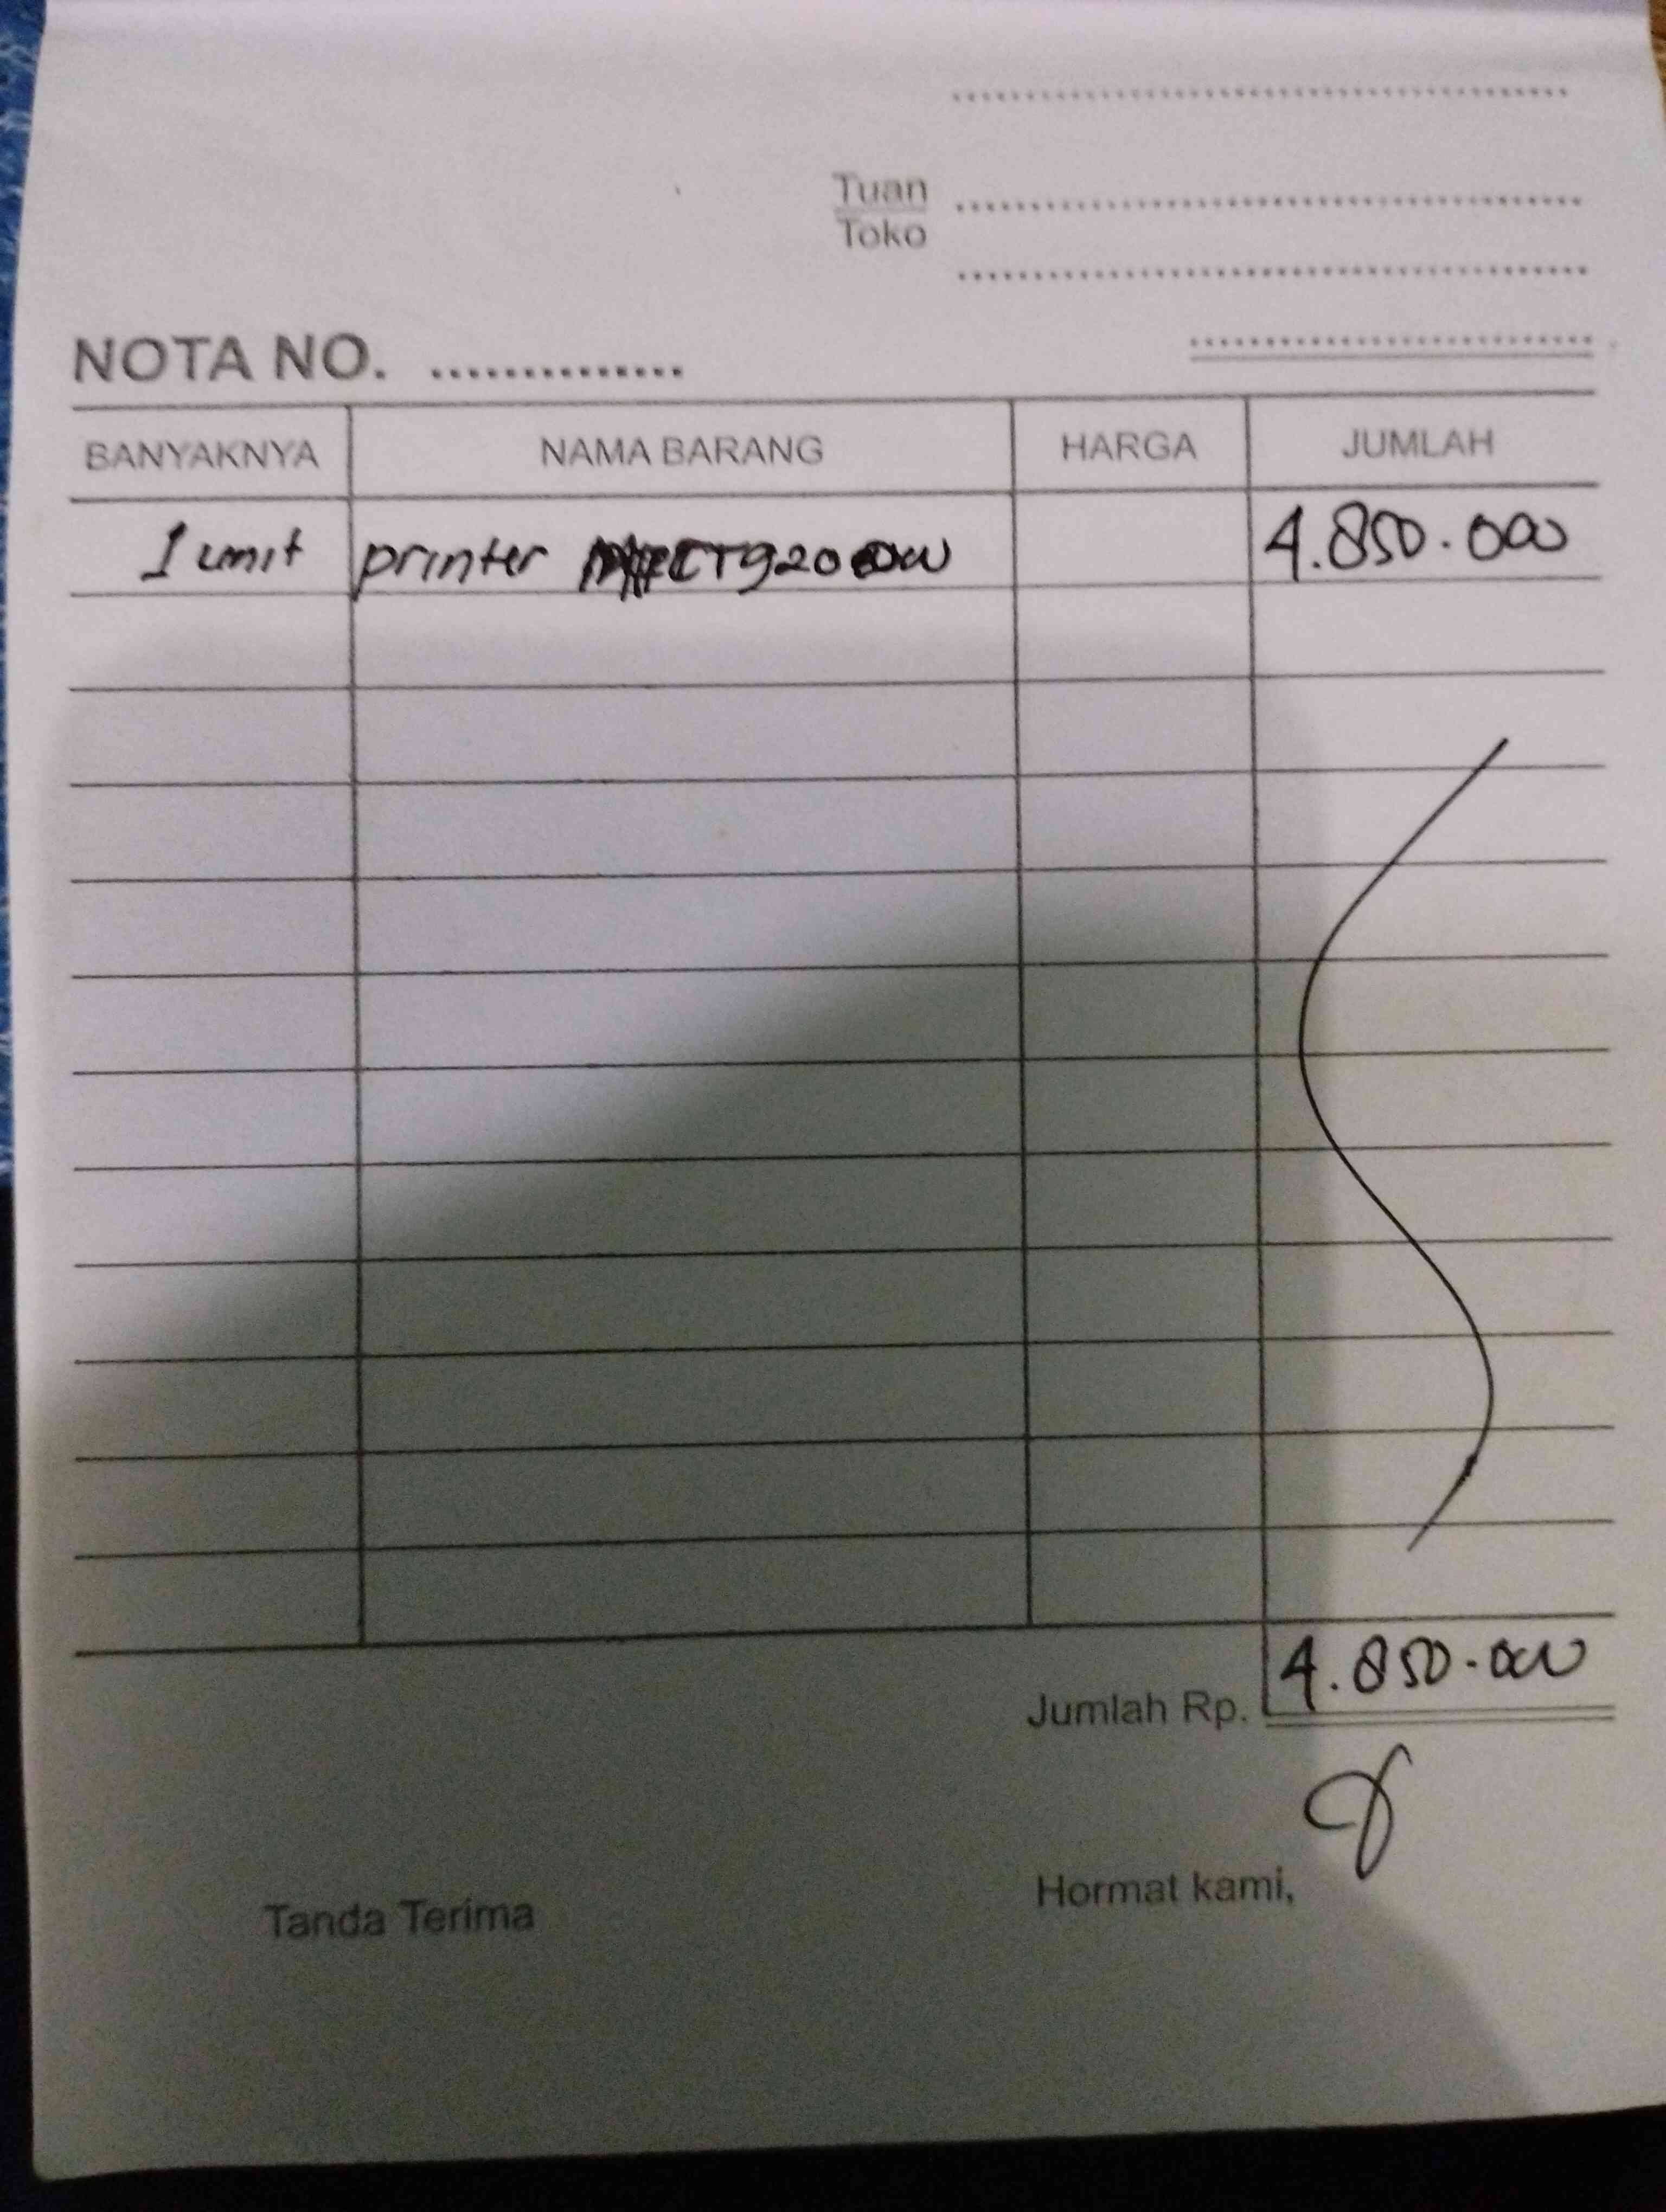 Tuan
Toko
NOTA NO. ..............
BANYAKNYA NAMA BARANG HARGA JUMLAH
1 unit printer 4.850.000
Jumlah Rp. 4.850.000
Tanda Terima Hormat kami,